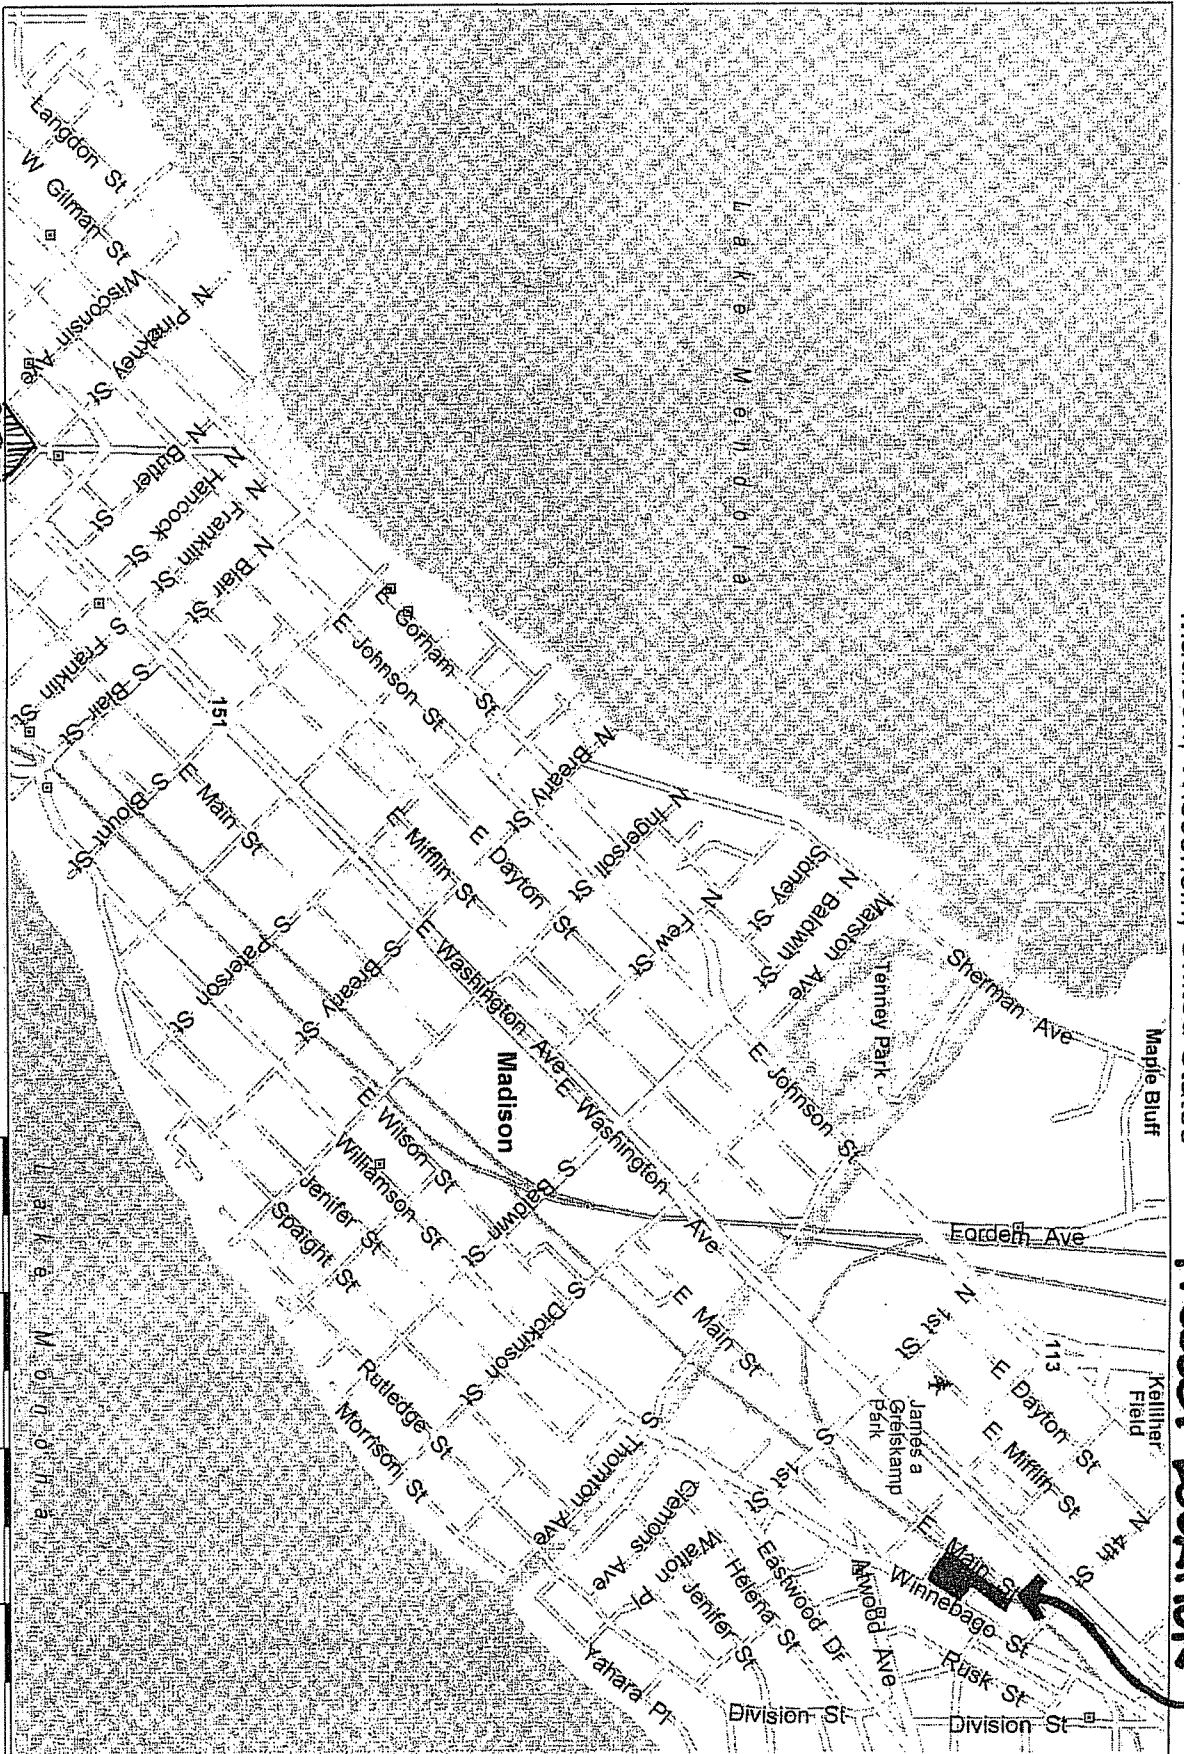 Langdon St
W Gilman St
Wisconsin Ave
N Pinckney St
N Butler St
N Hancock St
N Franklin St
N Blair St
S Franklin St
S Blair St
S Blount St
151
E Main St
E Gorham St
E Johnson St
Lake Mendota
N Brearly St
N Ingersoll St
E Mifflin St
E Dayton St
Sidney St
N Baldwin St
Marston Ave
N Few St
Tenney Park
Sherman Ave
Maple Bluff
S Paterson St
S Brearly St
E Washington Ave
E Washington Ave
Madison
E Johnson St
E Wilson St
Williamson St
Jenifer St
Spaight St
S Baldwin St
Fordem Ave
Lake Monona
S Dickinson St
E Main St
N 1st St
113
Kelliher
Field
James a
Greiskamp
Park
E Dayton St
E Mifflin St
N 4th St
Rutledge St
Morrison St
S Thornton Ave
S 1st St
Clemons Ave
Walton Pl
Jenifer St
Helena St
Eastwood Dr
Atwood Ave
E Main St
Winnebago St
Rusk St
Yahara Pl
Division St
Division St